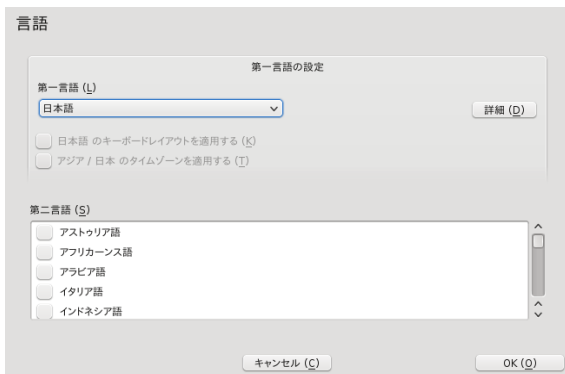 言語
第一言語の設定
第一言語 (L)
日本語
詳細 (D)
日本語 のキーボードレイアウトを適用する (K)
アジア / 日本 のタイムゾーンを適用する (T)
第二言語 (S)
アストゥリア語
アフリカーンス語
アラビア語
イタリア語
インドネシア語
キャンセル (C)
OK (O)